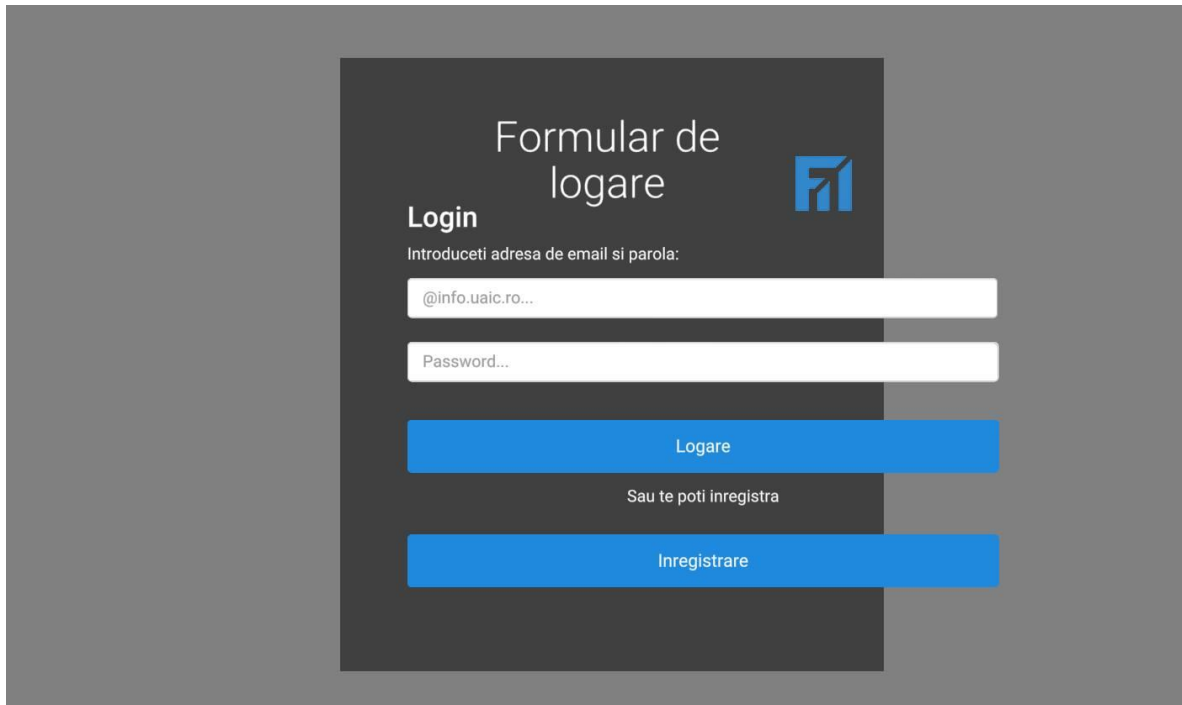 Formular de
logare
Login
Introduceti adresa de email si parola:
@info.uaic.ro...
Password...
Logare
Sau te poti inregistra
Inregistrare